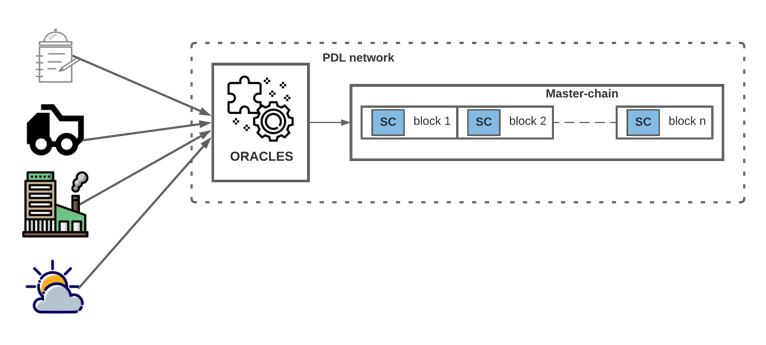 PDL network
ORACLES
Master-chain
SC block 1
SC block 2
SC block n